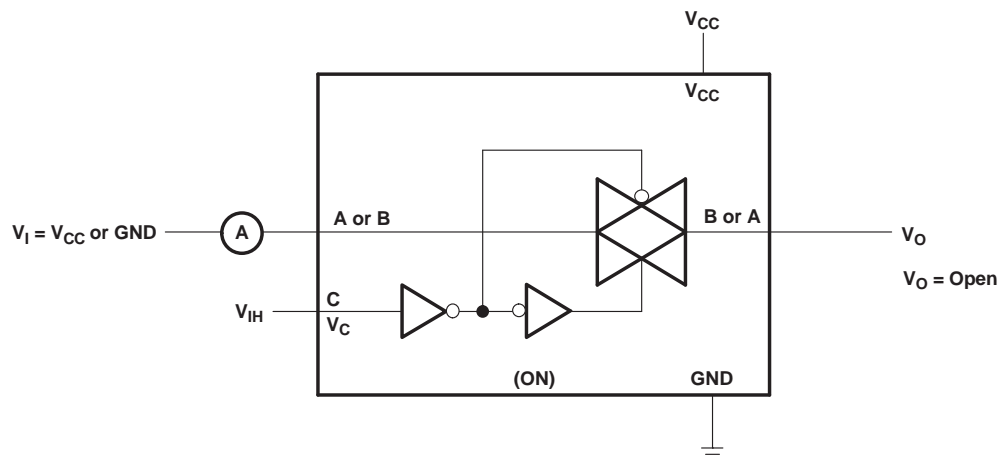 VCC
VCC
A or B
B or A
VI = VCC or GND
A
VO
VO = Open
C
VIH
VC
(ON)
GND